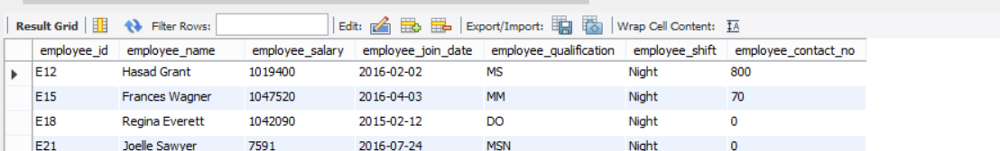 Result Grid Filter Rows: Edit: Export/Import: Wrap Cell Content: IA
employee_id employee_name employee_salary employee_join_date employee_qualification employee_shift employee_contact_no
E12 Hasad Grant 1019400 2016-02-02 MS Night 800
E15 Frances Wagner 1047520 2016-04-03 MM Night 70
E18 Regina Everett 1042090 2015-02-12 DO Night 0
E21 Joelle Sawyer 7591 2016-07-24 MSN Night 0